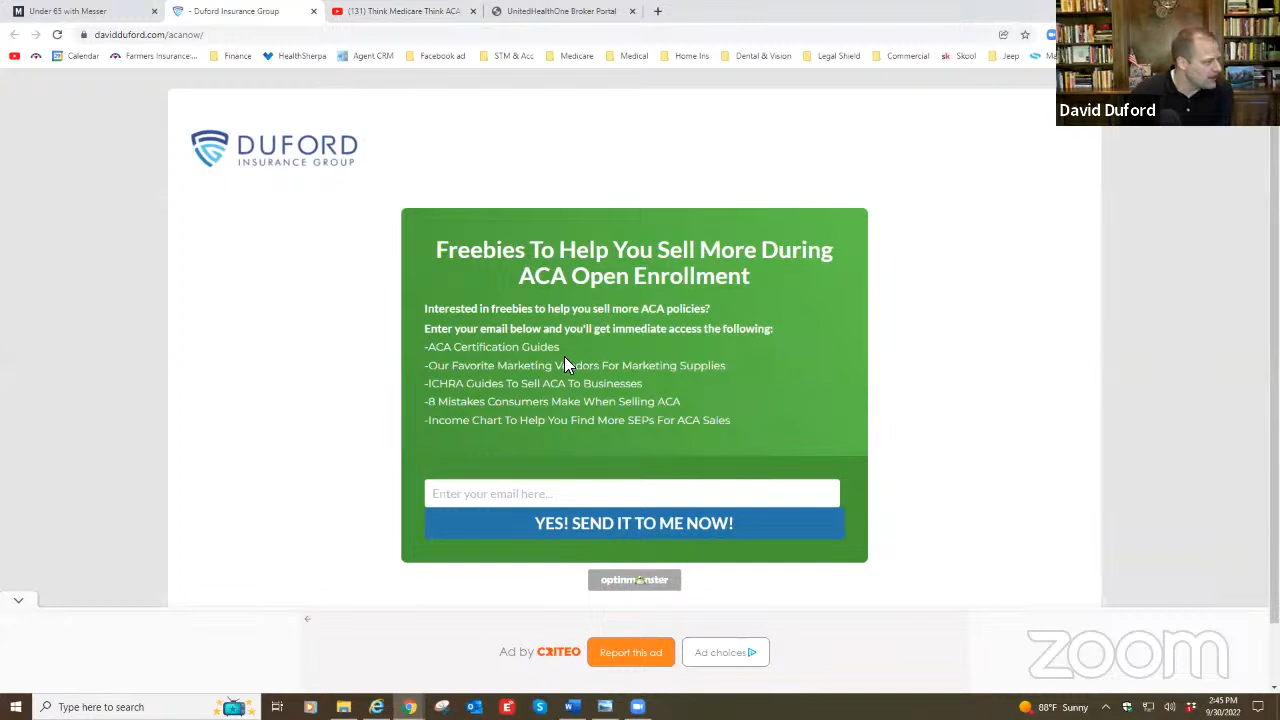 Under 65 with Messer
- Duford Insurance Group
(131) Think Medicare Think ACA
UnitedHealthOne Broker Portal
davidduford.com/acanow/
Calendar
Farmers Insurance:...
Finance
HealthSherpa
Agent CRM
Facebook ad
STM & Acc
Medicare
Medical
Home Ins
Dental & Vision
Legal Shield
Commercial
sk Skool
Jeep
Ma
David Duford
DUFORD
INSURANCE GROUP
Freebies To Help You Sell More During
ACA Open Enrollment
Interested in freebies to help you sell more ACA policies?
Enter your email below and you'll get immediate access the following:
-ACA Certification Guides
-Our Favorite Marketing Vendors For Marketing Supplies
-ICHRA Guides To Sell ACA To Businesses
-8 Mistakes Consumers Make When Selling ACA
-Income Chart To Help You Find More SEPs For ACA Sales
Enter your email here...
YES! SEND IT TO ME NOW!
optinmonster
Ad by CRITEO
Report this ad
Ad choices
zoom
Type here to search
88°F Sunny
2:45 PM
9/30/2022